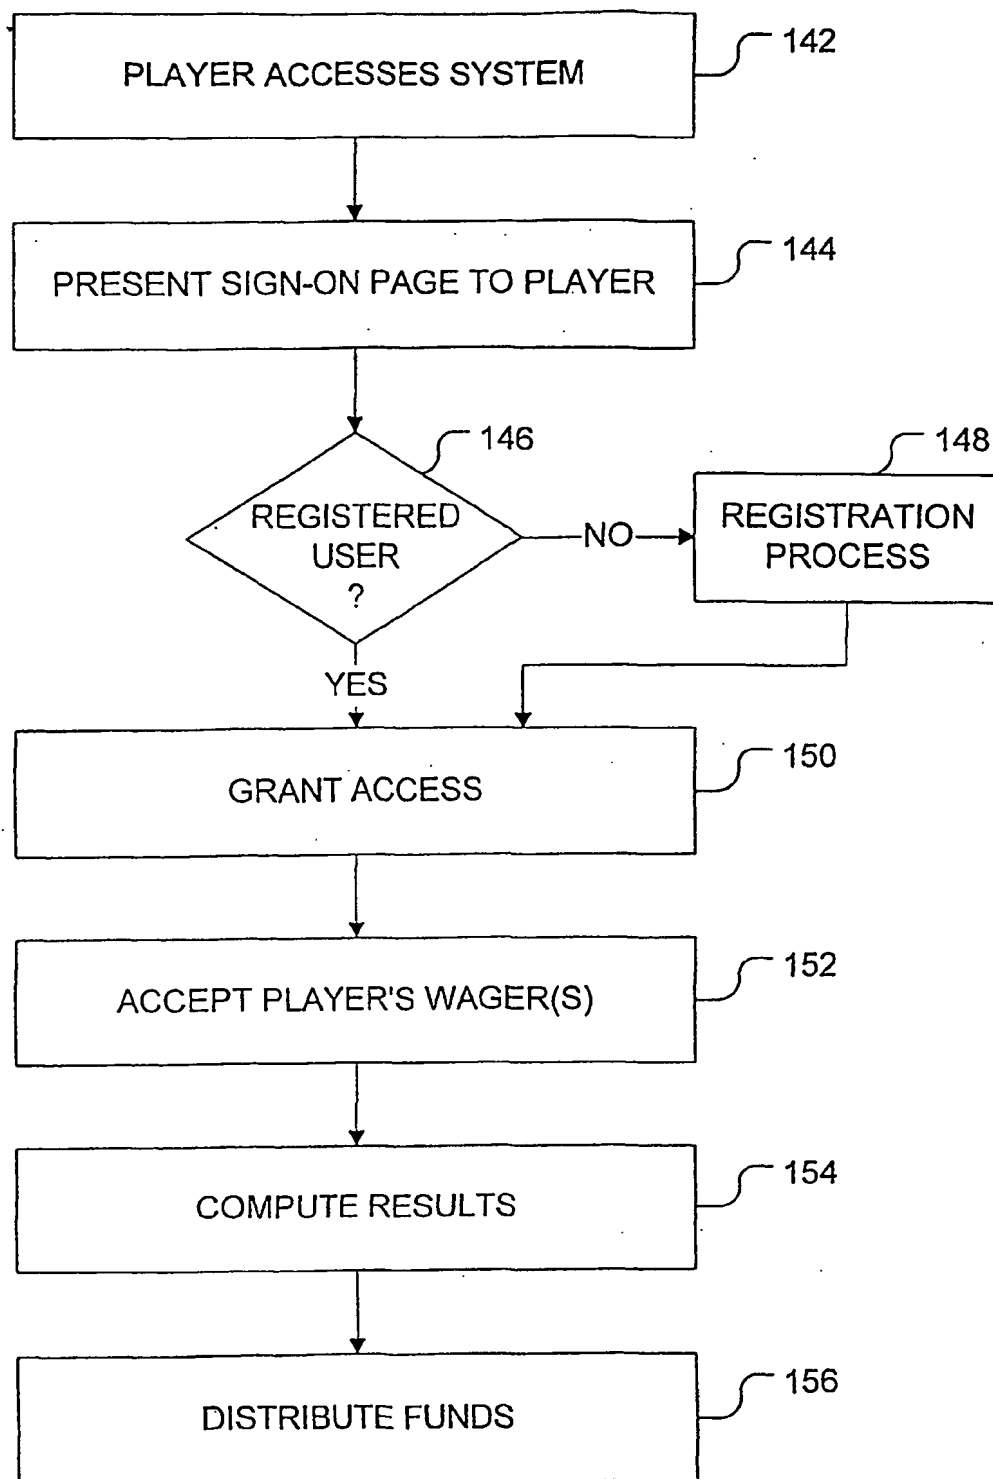 PLAYER ACCESSES SYSTEM
142
PRESENT SIGN-ON PAGE TO PLAYER
144
REGISTERED
USER
?
146
NO
REGISTRATION
PROCESS
148
YES
GRANT ACCESS
150
ACCEPT PLAYER'S WAGER(S)
152
COMPUTE RESULTS
154
DISTRIBUTE FUNDS
156